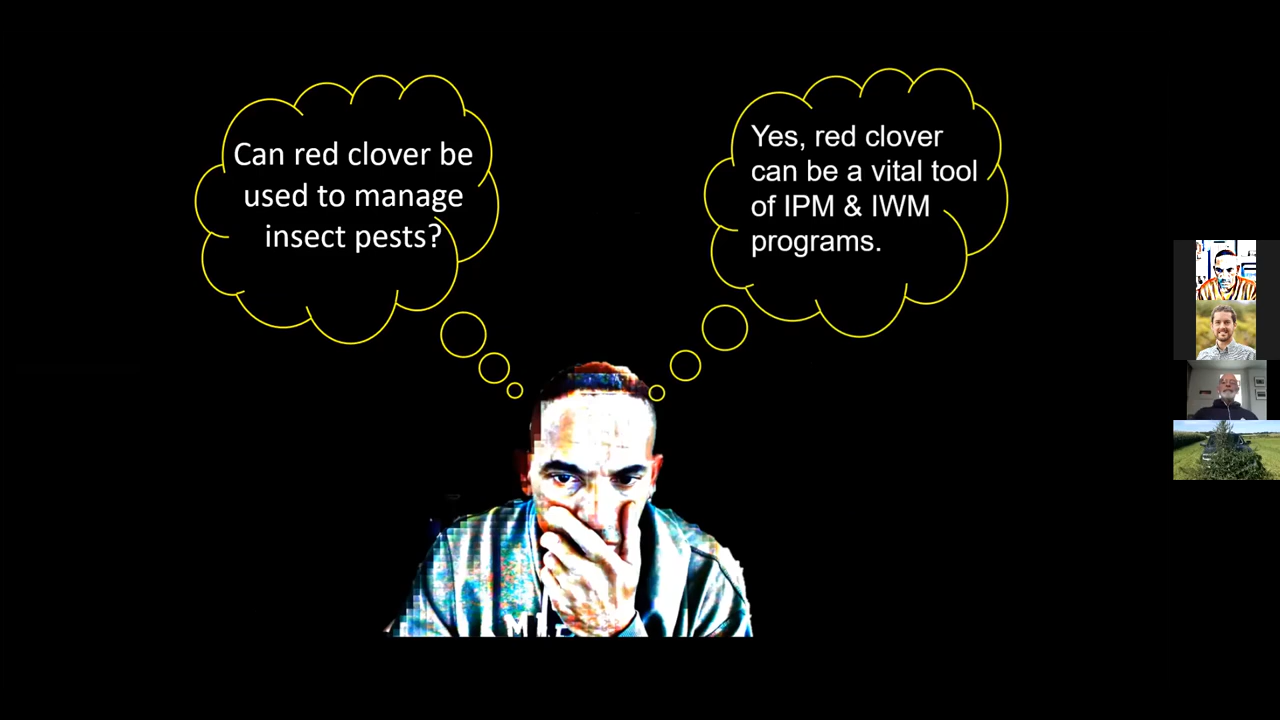 Can red clover be
used to manage
insect pests?
Yes, red clover
can be a vital tool
of IPM & IWM
programs.